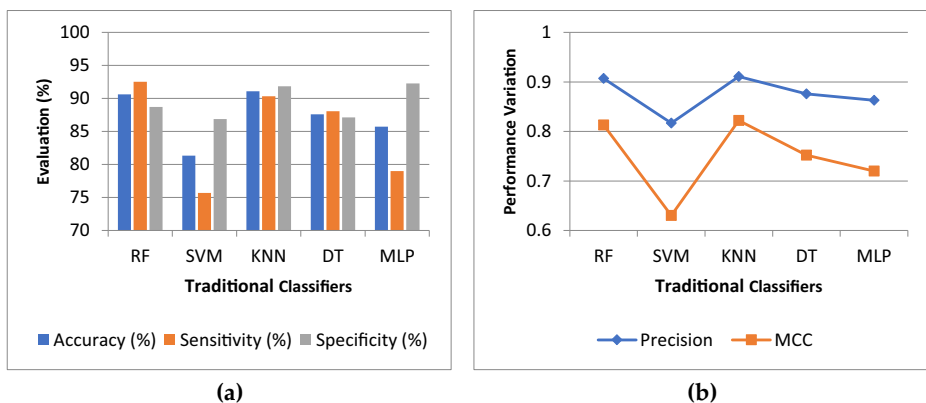 100
95
90
85
80
75
70
Evaluation (%)
RF SVM KNN DT MLP
Traditional Classifiers
Accuracy (%) Sensitivity (%) Specificity (%)
(a)
1
0.9
0.8
0.7
0.6
Performance Variation
RF SVM KNN DT MLP
Traditional Classifiers
Precision MCC
(b)